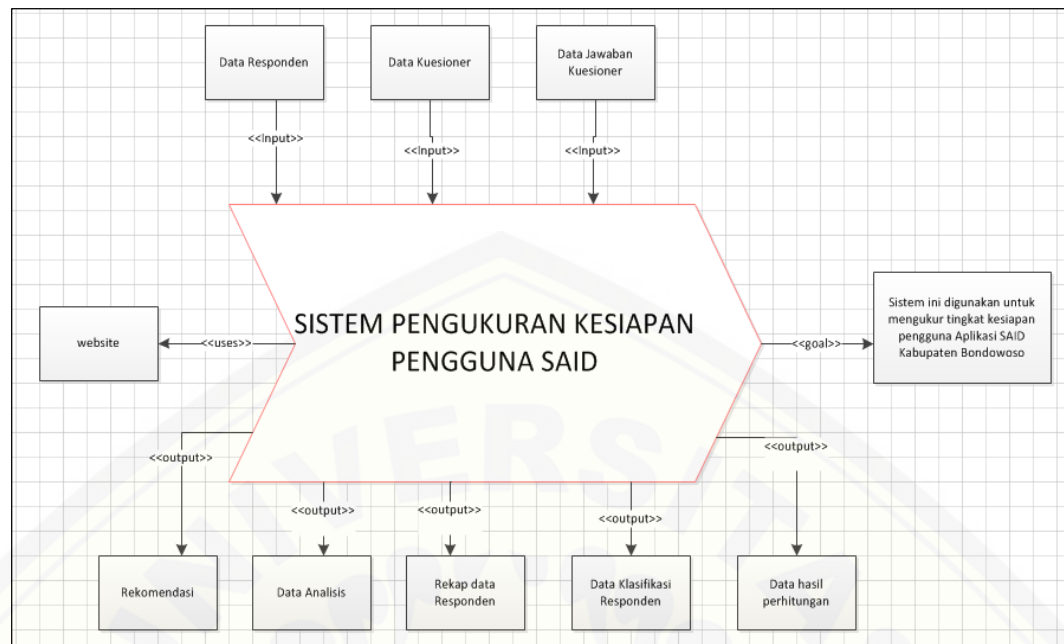 Data Responden
Data Kuesioner
Data Jawaban
Kuesioner
<<Input>>
<<Input>>
<<Input>>
SISTEM PENGUKURAN KESIAPAN
PENGGUNA SAID
website
<<uses>>
<<goal>>
Sistem ini digunakan untuk
mengukur tingkat kesiapan
pengguna Aplikasi SAID
Kabupaten Bondowoso
<<output>>
<<output>>
<<output>>
<<output>>
<<output>>
Rekomendasi
Data Analisis
Rekap data
Responden
Data Klasifikasi
Responden
Data hasil
perhitungan
UNIVERSITA